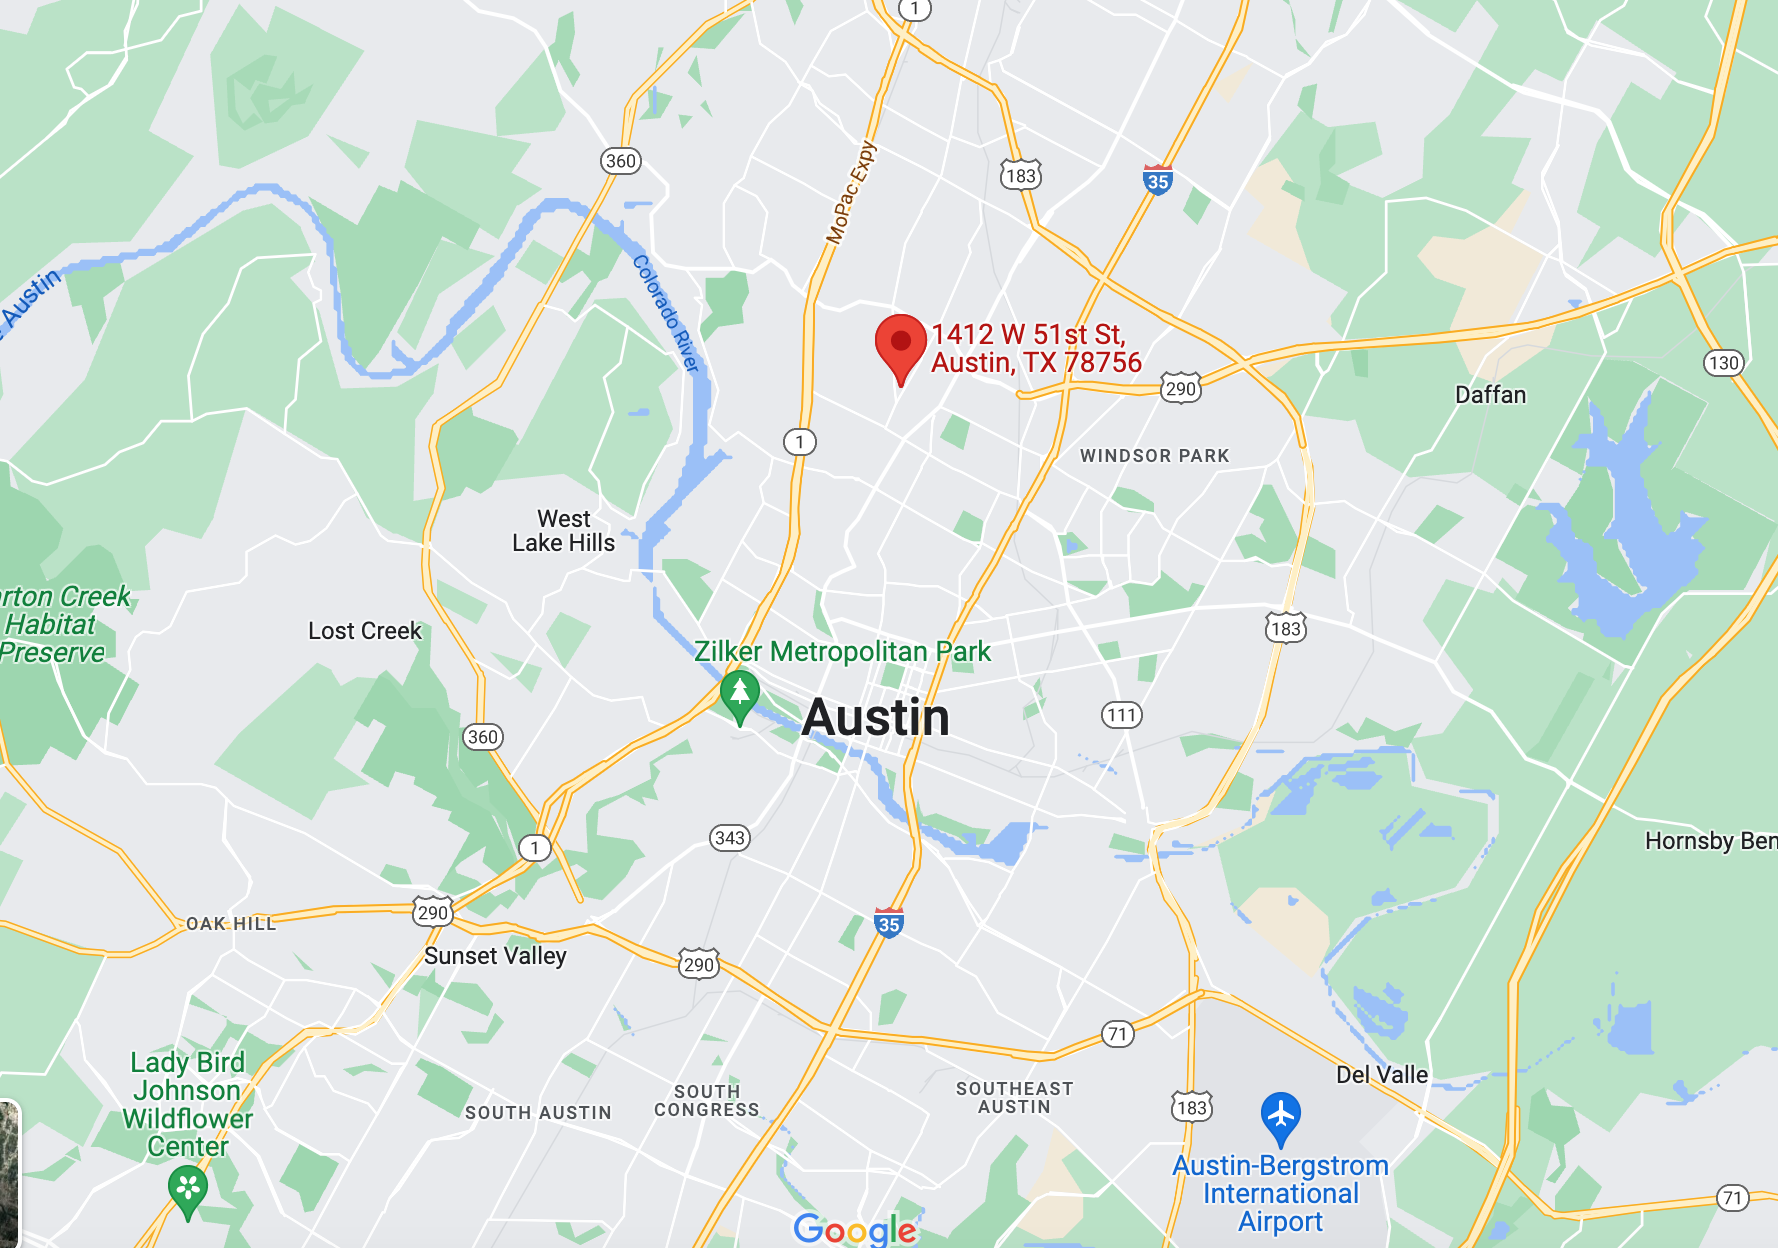 1
360
183
35
MoPac Expy
Colorado River
Austin
1412 W 51st St,
Austin, TX 78756
290
130
Daffan
1
WINDSOR PARK
West
Lake Hills
arton Creek
Habitat
Preserve
Lost Creek
183
Zilker Metropolitan Park
Austin
111
360
343
1
Hornsby Ben
290
OAK HILL
35
Sunset Valley
290
71
Lady Bird
Johnson
Wildflower
Center
Del Valle
SOUTH
CONGRESS
SOUTHEAST
AUSTIN
SOUTH AUSTIN
183
Austin-Bergstrom
International
Airport
71
Google